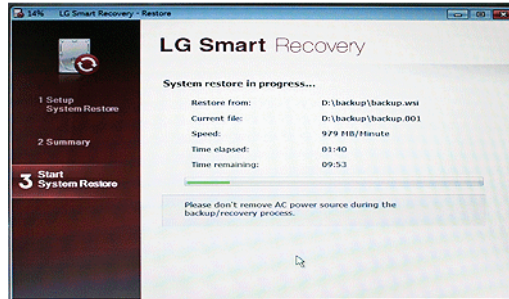 14% LG Smart Recovery - Restore
LG Smart Recovery
System restore in progress...
Restore from: D:\backup\backup.wsi
Current file: D:\backup\backup.001
Speed: 979 MB/Minute
Time elapsed: 01:40
Time remaining: 09:53
1 Setup
System Restore
2 Summary
3 Start
System Restore
Please don't remove AC power source during the
backup/recovery process.